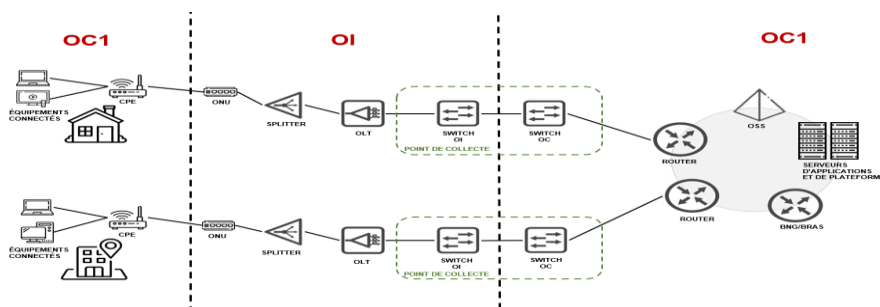 OC1
OI
OC1
ÉQUIPEMENTS
CONNECTÉS
CPE
ONU
SPLITTER
OLT
SWITCH
OI
SWITCH
OC
POINT DE COLLECTE
ROUTER
OSS
SERVEURS
D'APPLICATIONS
ET DE PLATEFORM
ROUTER
BNG/BRAS
ÉQUIPEMENTS
CONNECTÉS
CPE
ONU
SPLITTER
OLT
SWITCH
OI
SWITCH
OC
POINT DE COLLECTE